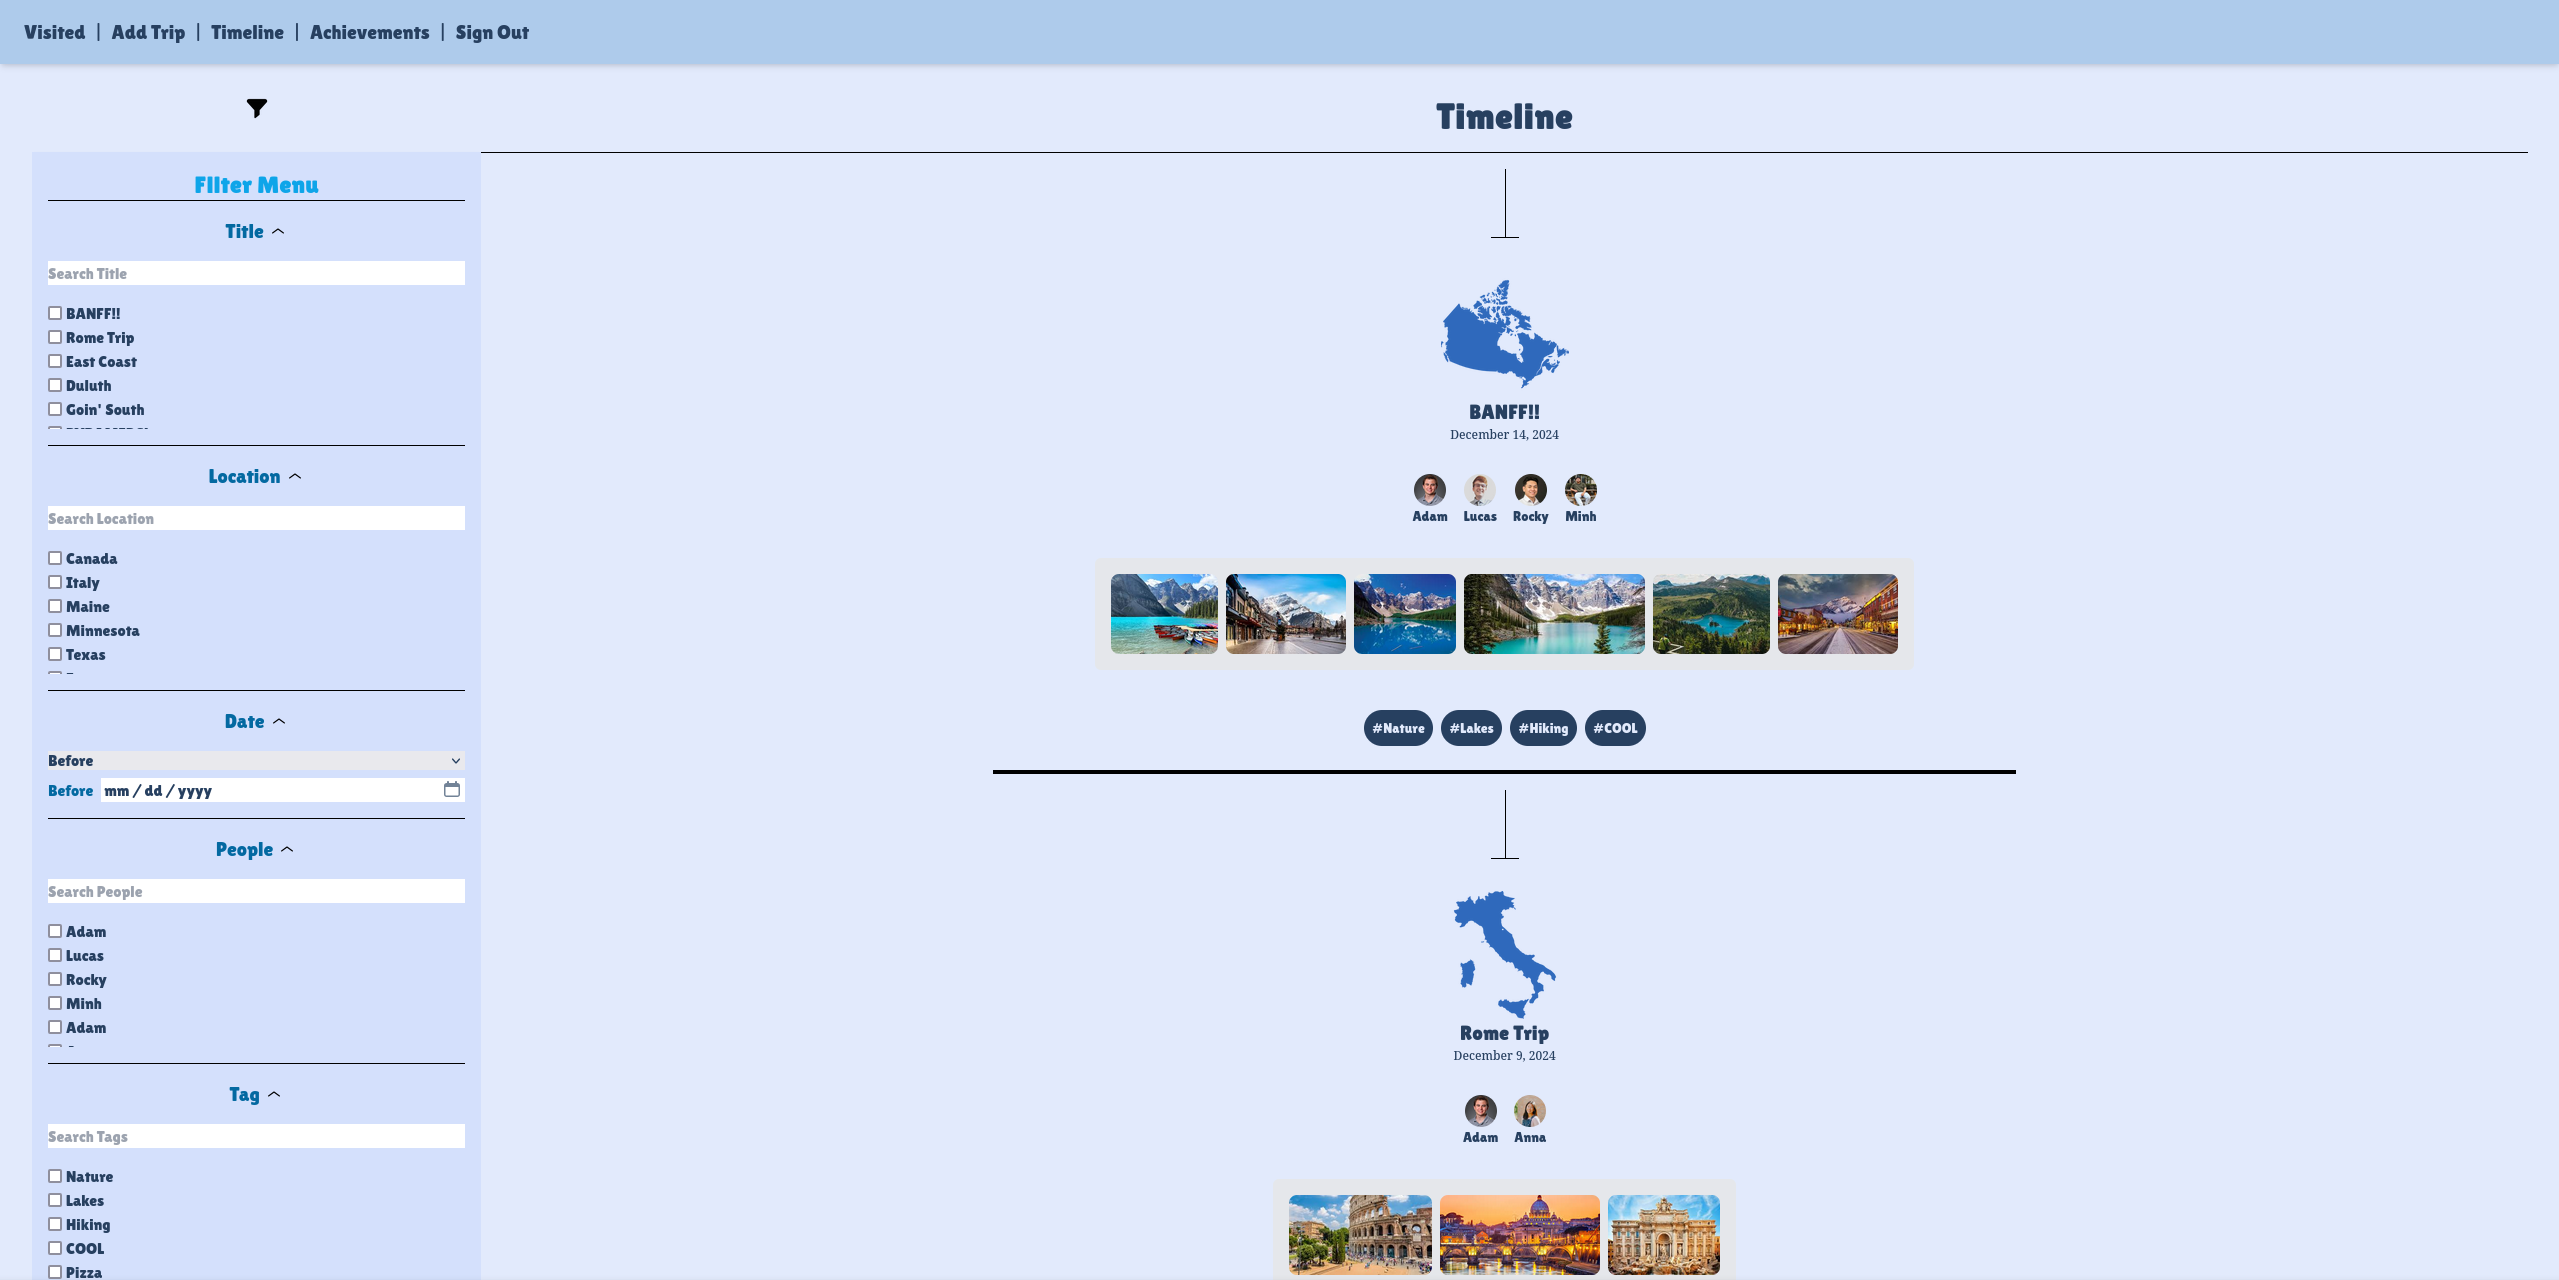 Visited | Add Trip | Timeline | Achievements | Sign Out
Timeline
FIlter Menu
Title
Search Title
BANFF!!
Rome Trip
East Coast
Duluth
Goin' South
Location
Search Location
Canada
Italy
Maine
Minnesota
Texas
Date
Before
Before mm / dd / yyyy
People
Search People
Adam
Lucas
Rocky
Minh
Adam
Tag
Search Tags
Nature
Lakes
Hiking
COOL
Pizza
BANFF!!
December 14, 2024
Adam Lucas Rocky Minh
#Nature #Lakes #Hiking #COOL
Rome Trip
December 9, 2024
Adam Anna